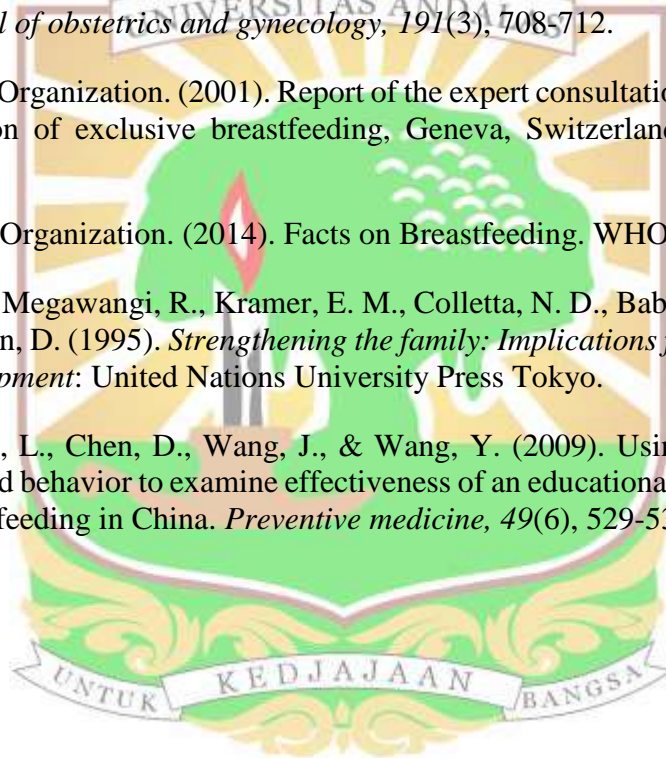 l of obstetrics and gynecology, 191(3), 708-712.
UNIVERSITAS ANDALAS
Organization. (2001). Report of the expert consultatio
on of exclusive breastfeeding, Geneva, Switzerland
Organization. (2014). Facts on Breastfeeding. WHO
Megawangi, R., Kramer, E. M., Colletta, N. D., Bab
n, D. (1995). Strengthening the family: Implications f
pment: United Nations University Press Tokyo.
, L., Chen, D., Wang, J., & Wang, Y. (2009). Usin
d behavior to examine effectiveness of an educational
feeding in China. Preventive medicine, 49(6), 529-53
UNTUK KEDJAJAAN BANGSA